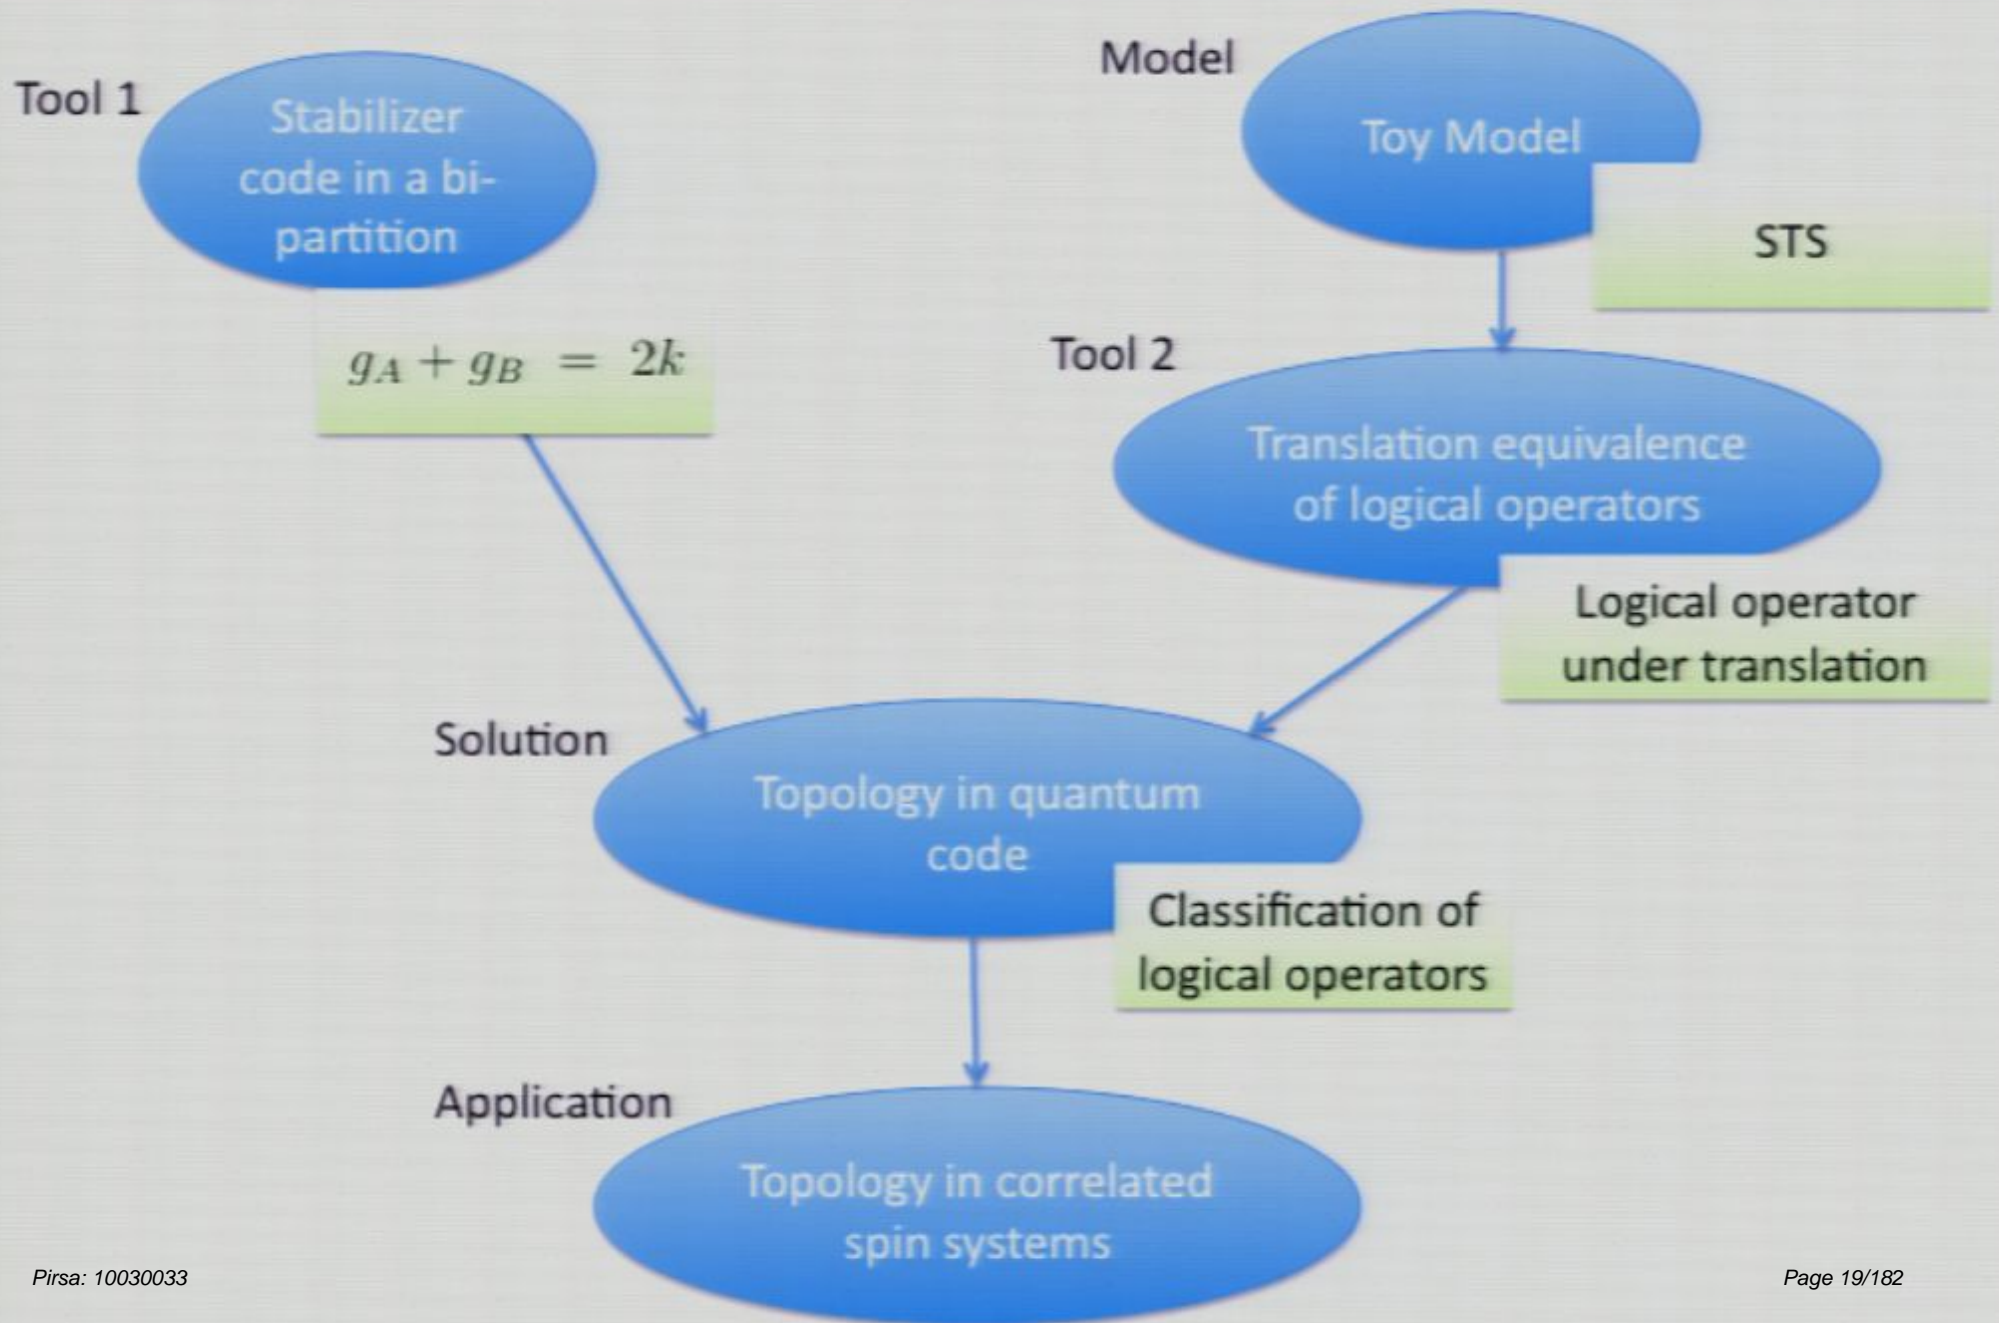 Tool 1
Stabilizer
code in a bi-
partition
g_A + g_B = 2k
Model
Toy Model
STS
Tool 2
Translation equivalence
of logical operators
Logical operator
under translation
Solution
Topology in quantum
code
Classification of
logical operators
Application
Topology in correlated
spin systems
Pirsa: 10030033
Page 19/182